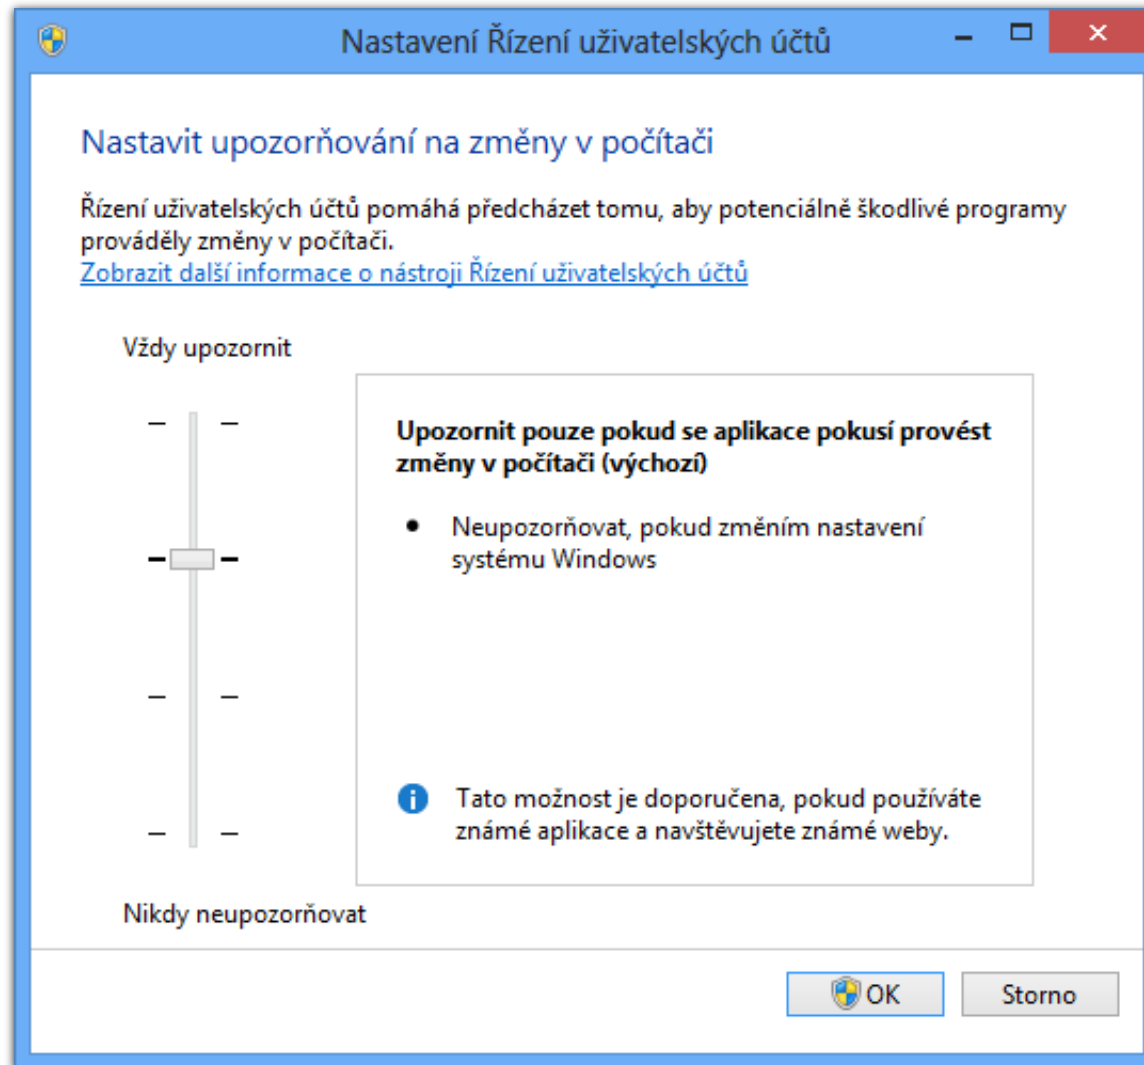 Nastavení Řízení uživatelských účtů
Nastavit upozorňování na změny v počítači
Řízení uživatelských účtů pomáhá předcházet tomu, aby potenciálně škodlivé programy
prováděly změny v počítači.
Zobrazit další informace o nástroji Řízení uživatelských účtů
Vždy upozornit
Upozornit pouze pokud se aplikace pokusí provést
změny v počítači (výchozí)
Neupozorňovat, pokud změním nastavení
systému Windows
Tato možnost je doporučena, pokud používáte
známé aplikace a navštěvujete známé weby.
Nikdy neupozorňovat
OK
Storno